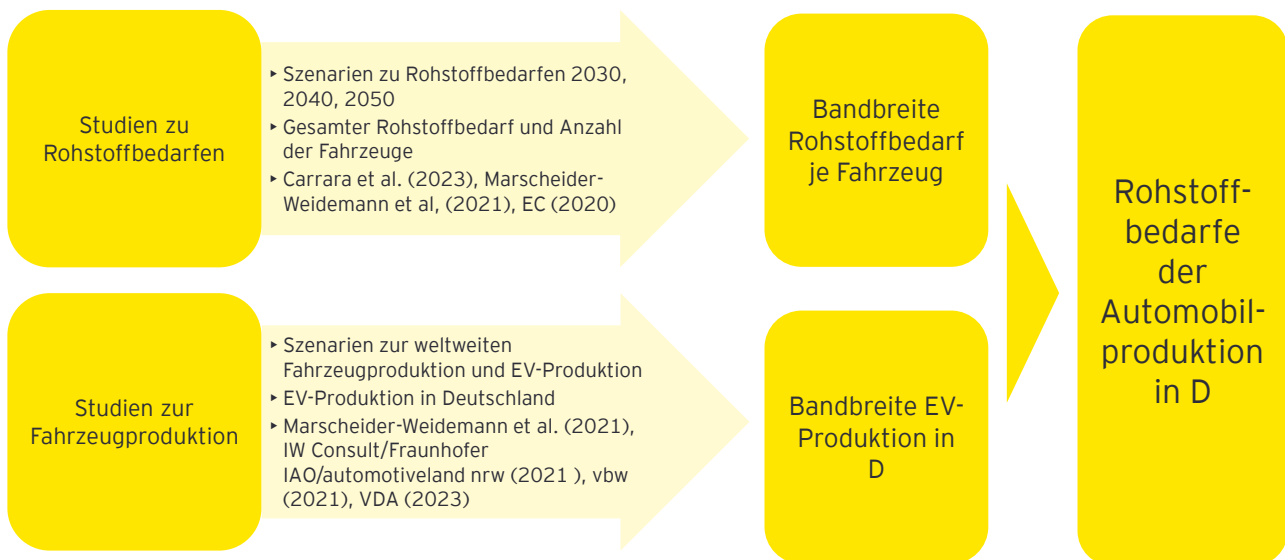 Studien zu
Rohstoffbedarfen
‣ Szenarien zu Rohstoffbedarfen 2030,
2040, 2050
‣ Gesamter Rohstoffbedarf und Anzahl
der Fahrzeuge
‣ Carrara et al. (2023), Marscheider-
Weidemann et al, (2021), EC (2020)
Bandbreite
Rohstoffbedarf
je Fahrzeug
Studien zur
Fahrzeugproduktion
‣ Szenarien zur weltweiten
Fahrzeugproduktion und EV-Produktion
‣ EV-Produktion in Deutschland
‣ Marscheider-Weidemann et al. (2021),
IW Consult/Fraunhofer
IAO/automotiveland nrw (2021 ), vbw
(2021), VDA (2023)
Bandbreite EV-
Produktion in
D
Rohstoff-
bedarfe
der
Automobil-
produktion
in D